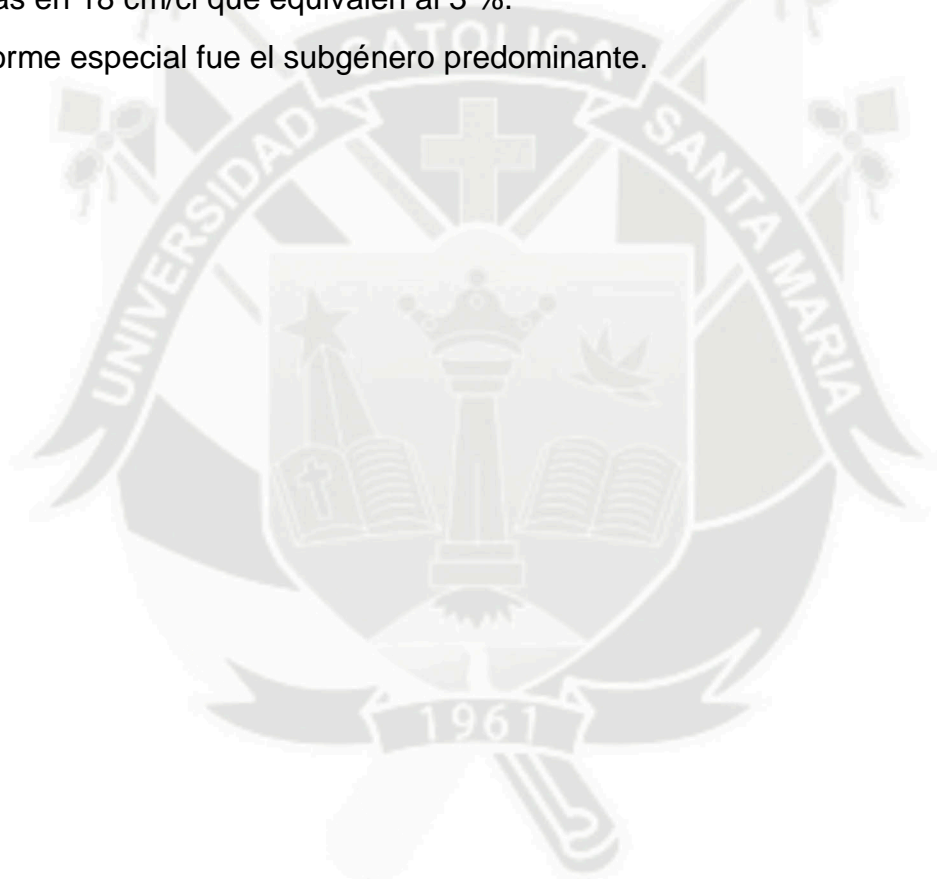 as en 18 cm/cl que equivalen al 3 %.
orme especial fue el subgénero predominante.
UNIVERSIDAD CATOLICA SANTA MARIA
1961